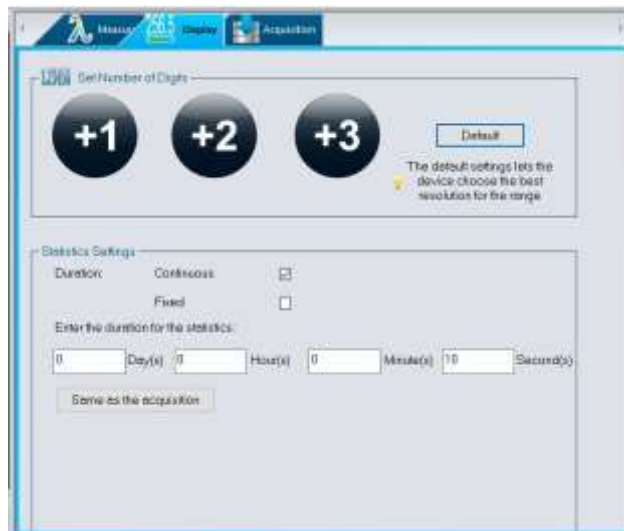 Display
Acquisition
Set Number of Digits
+1 +2 +3
Default
The default settings lets the
device choose the best
resolution for the range
Statistics Settings
Duration: Continuous
Fixed
Enter the duration for the statistics:
0 Day(s) 0 Hour(s) 0 Minute(s) 10 Second(s)
Same as the acquisition